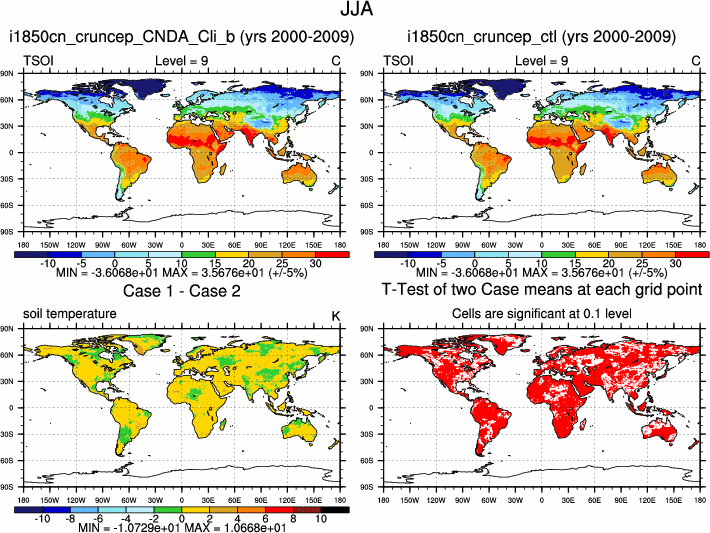 JJA
i1850cn_cruncep_CNDA_Cli_b (yrs 2000-2009)
TSOI Level = 9 C
90N
60N
30N
0
30S
60S
90S
180 150W 120W 90W 60W 30W 0 30E 60E 90E 120E 150E 180
-10 -5 0 5 10 15 20 25 30
MIN = -3.6068e+01 MAX = 3.5676e+01 (+/-5%)
i1850cn_cruncep_ctl (yrs 2000-2009)
TSOI Level = 9 C
90N
60N
30N
0
30S
60S
90S
180 150W 120W 90W 60W 30W 0 30E 60E 90E 120E 150E 180
-10 -5 0 5 10 15 20 25 30
MIN = -3.6068e+01 MAX = 3.5676e+01 (+/-5%)
Case 1 - Case 2
soil temperature K
90N
60N
30N
0
30S
60S
90S
180 150W 120W 90W 60W 30W 0 30E 60E 90E 120E 150E 180
-10 -8 -6 -4 -2 0 2 4 6 8 10
MIN = -1.0729e+01 MAX = 1.0668e+01
T-Test of two Case means at each grid point
Cells are significant at 0.1 level
90N
60N
30N
0
30S
60S
90S
180 150W 120W 90W 60W 30W 0 30E 60E 90E 120E 150E 180